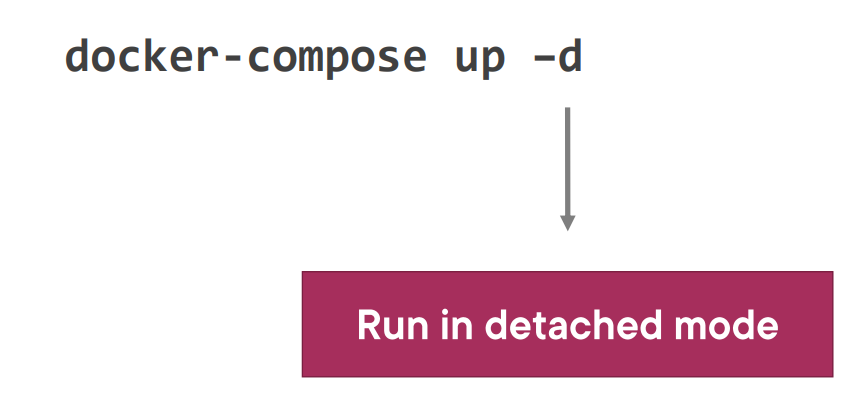 docker-compose up –d
Run in detached mode